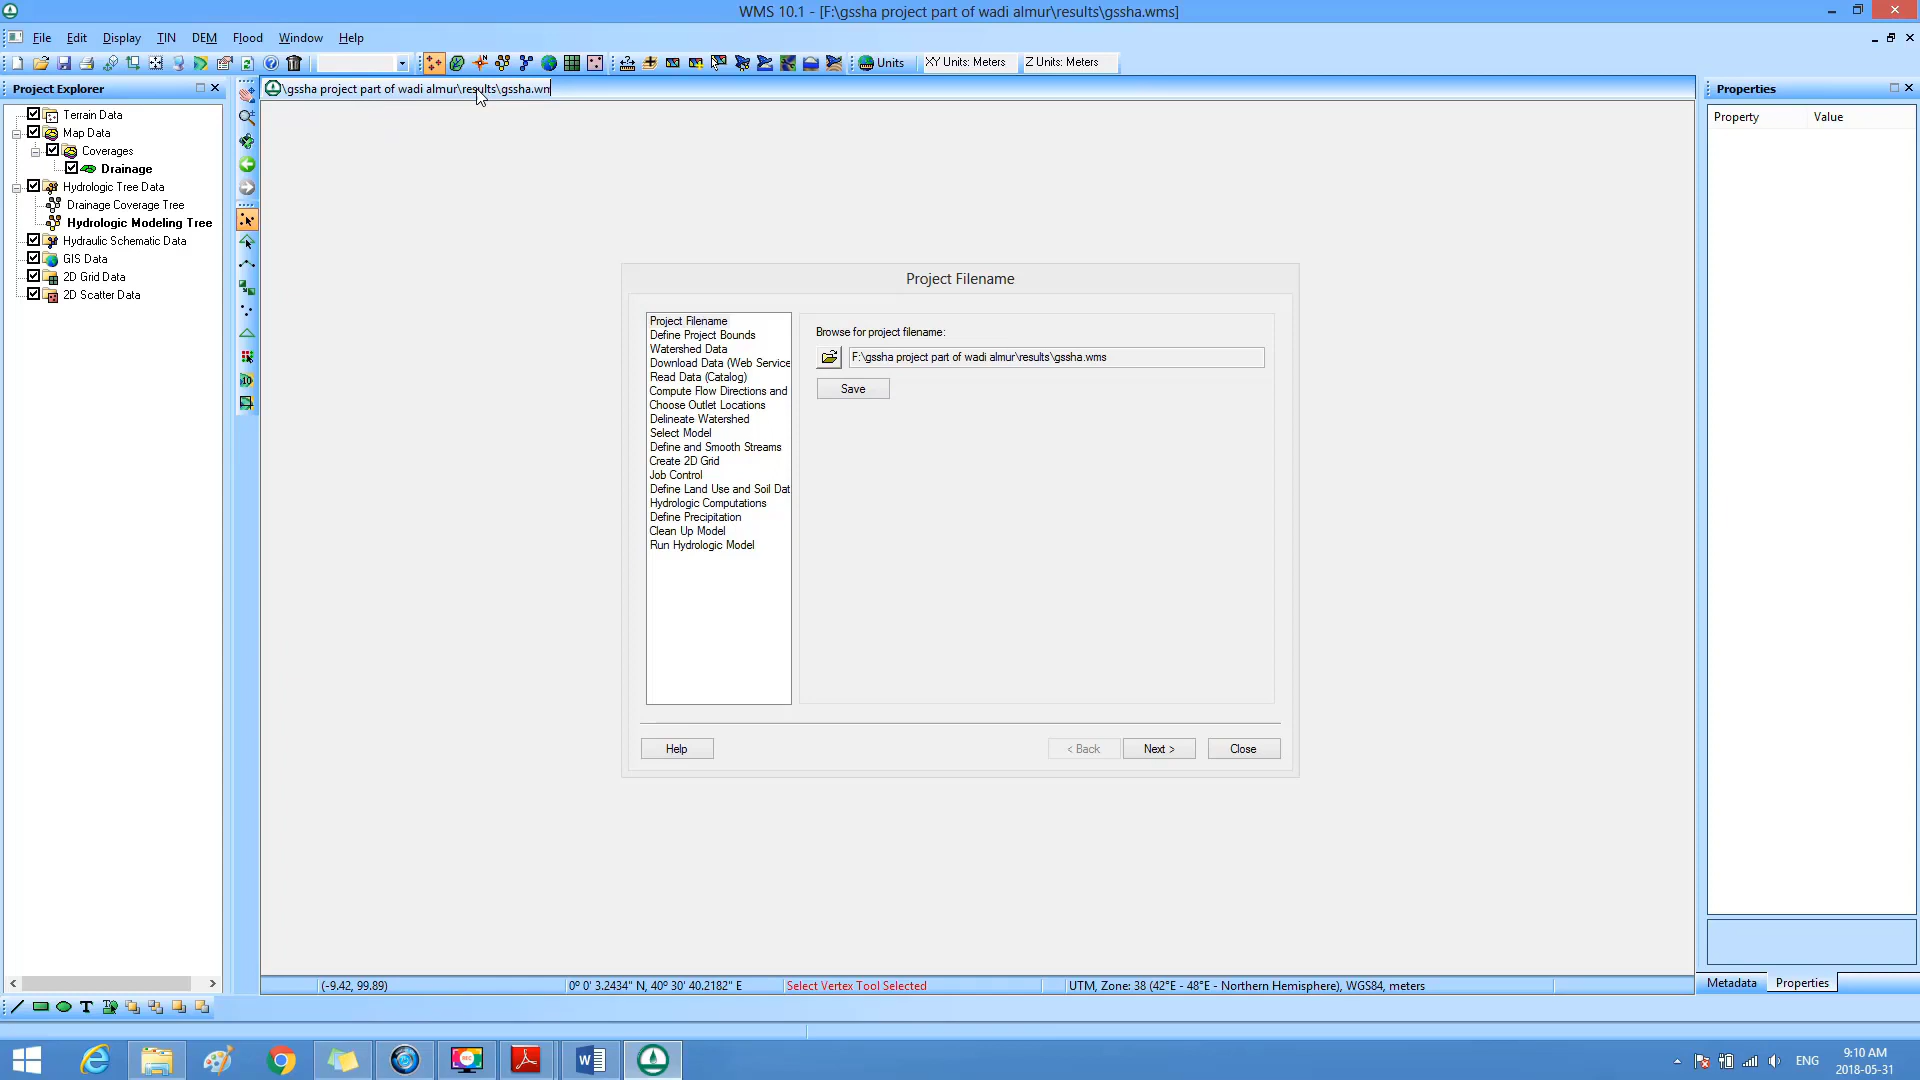 WMS 10.1 - [F:\gssha project part of wadi almur\results\gssha.wms]
File Edit Display TIN DEM Flood Window Help
Units XY Units: Meters Z Units: Meters
Project Explorer
\gssha project part of wadi almur\results\gssha.wn
Properties
Terrain Data
Map Data
Coverages
Drainage
Hydrologic Tree Data
Drainage Coverage Tree
Hydrologic Modeling Tree
Hydraulic Schematic Data
GIS Data
2D Grid Data
2D Scatter Data
Property Value
Project Filename
Project Filename
Define Project Bounds
Watershed Data
Download Data (Web Service
Read Data (Catalog)
Compute Flow Directions and
Choose Outlet Locations
Delineate Watershed
Select Model
Define and Smooth Streams
Create 2D Grid
Job Control
Define Land Use and Soil Dat
Hydrologic Computations
Define Precipitation
Clean Up Model
Run Hydrologic Model
Browse for project filename:
F:\gssha project part of wadi almur\results\gssha.wms
Save
Help < Back Next > Close
(-9.42, 99.89) 0° 0' 3.2434" N, 40° 30' 40.2182" E Select Vertex Tool Selected UTM, Zone: 38 (42°E - 48°E - Northern Hemisphere), WGS84, meters
Metadata Properties
ENG
9:10 AM
2018-05-31